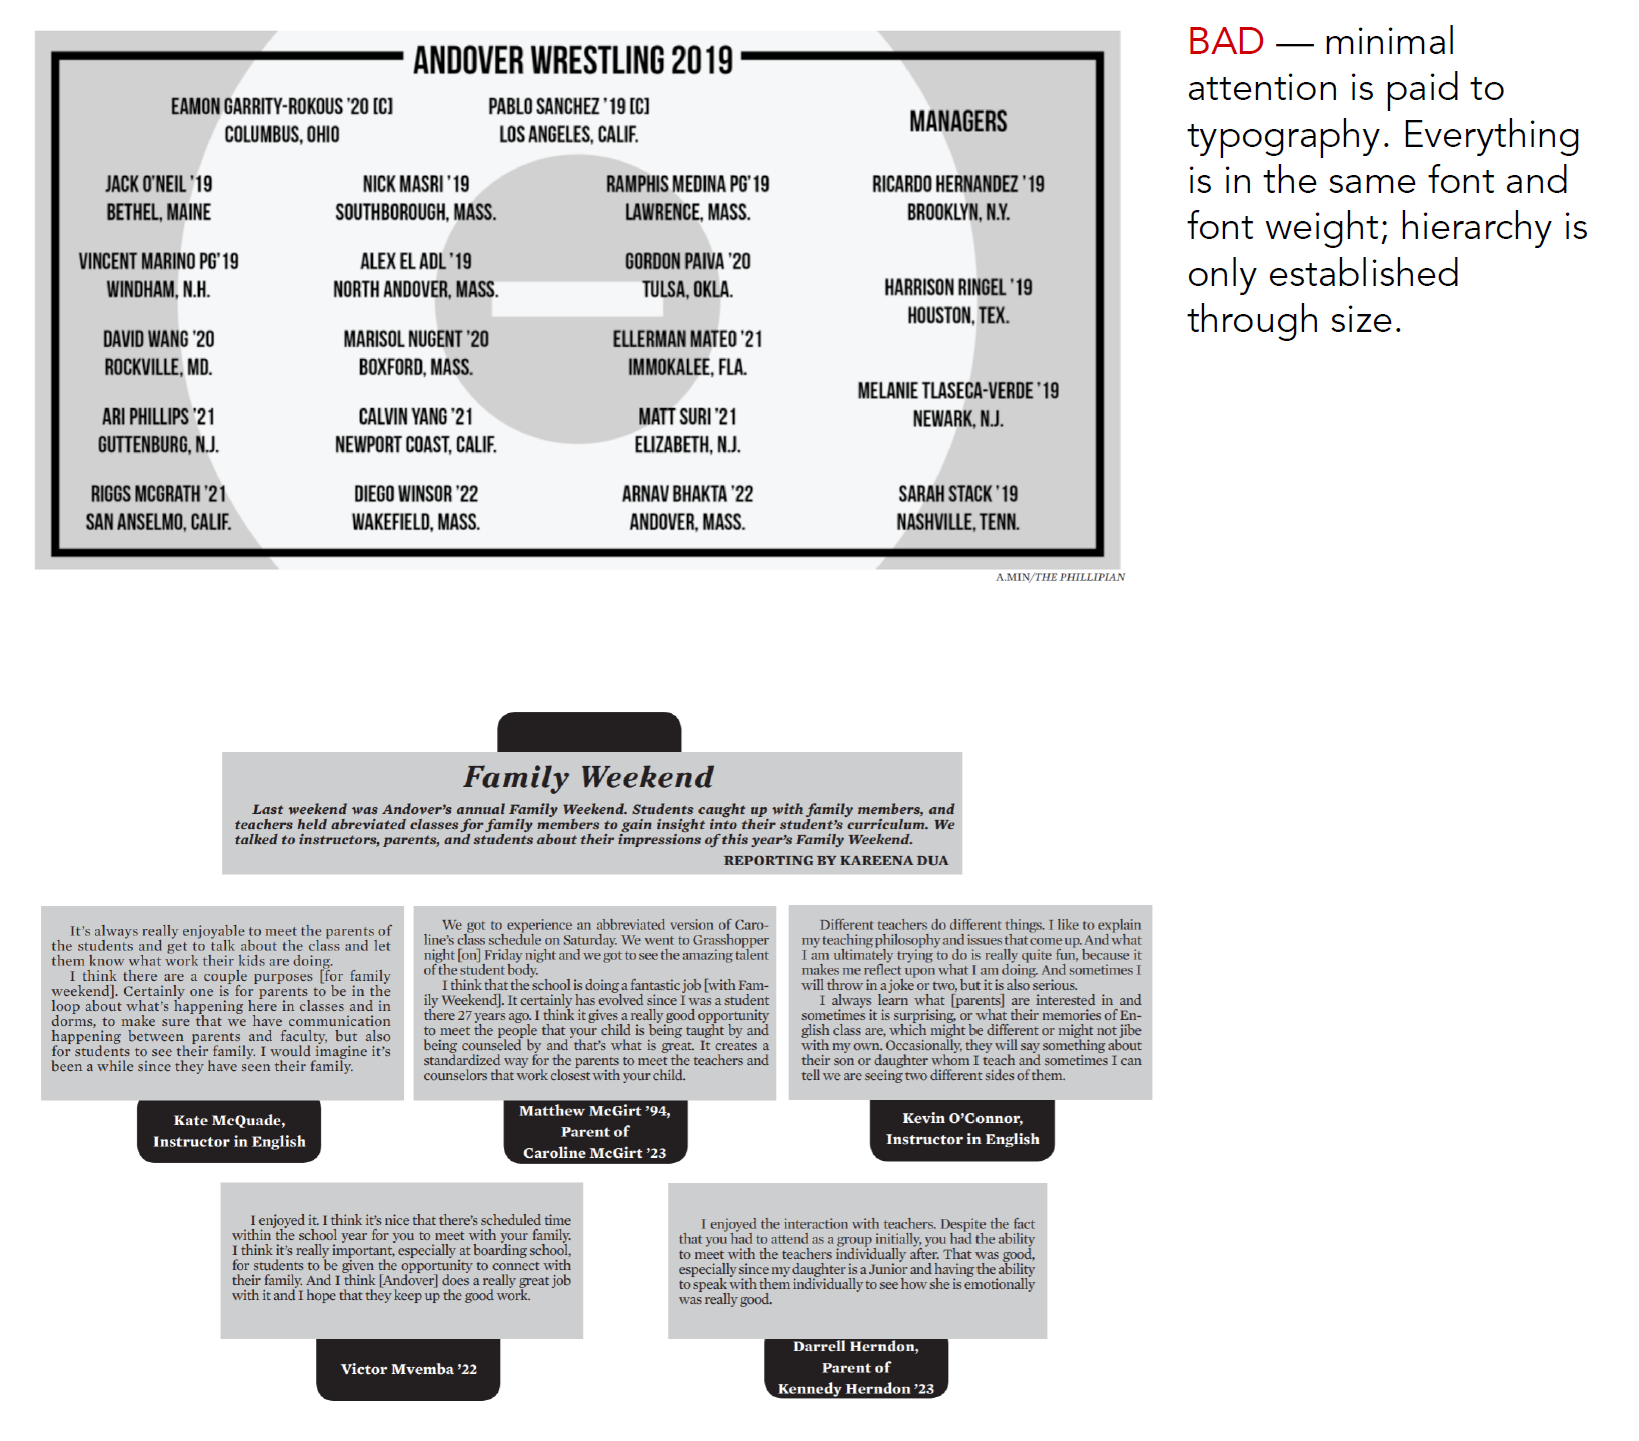 ANDOVER WRESTLING 2019
EAMON GARRITY-ROKOUS '20 [C]
COLUMBUS, OHIO
PABLO SANCHEZ '19 [C]
LOS ANGELES, CALIF.
JACK O'NEIL '19
BETHEL, MAINE
NICK MASRI '19
SOUTHBOROUGH, MASS.
RAMPHIS MEDINA PG'19
LAWRENCE, MASS.
VINCENT MARINO PG'19
WINDHAM, N.H.
ALEX EL ADL '19
NORTH ANDOVER, MASS.
GORDON PAIVA '20
TULSA, OKLA.
DAVID WANG '20
ROCKVILLE, MD.
MARISOL NUGENT '20
BOXFORD, MASS.
ELLERMAN MATEO '21
IMMOKALEE, FLA.
ARI PHILLIPS '21
GUTTENBURG, N.J.
CALVIN YANG '21
NEWPORT COAST, CALIF.
MATT SURI '21
ELIZABETH, N.J.
RIGGS MCGRATH '21
SAN ANSELMO, CALIF.
DIEGO WINSOR '22
WAKEFIELD, MASS.
ARNAV BHAKTA '22
ANDOVER, MASS.
MANAGERS
RICARDO HERNANDEZ '19
BROOKLYN, N.Y.
HARRISON RINGEL '19
HOUSTON, TEX.
MELANIE TLASECA-VERDE '19
NEWARK, N.J.
SARAH STACK '19
NASHVILLE, TENN.
A.MIN/THE PHILLIPIAN
BAD — minimal
attention is paid to
typography. Everything
is in the same font and
font weight; hierarchy is
only established
through size.
Family Weekend
Last weekend was Andover's annual Family Weekend. Students caught up with family members, and
teachers held abreviated classes for family members to gain insight into their student's curriculum. We
talked to instructors, parents, and students about their impressions of this year's Family Weekend.
REPORTING BY KAREENA DUA
It's always really enjoyable to meet the parents of
the students and get to talk about the class and let
them know what work their kids are doing.
I think there are a couple purposes [for family
weekend]. Certainly one is for parents to be in the
loop about what's happening here in classes and in
dorms, to make sure that we have communication
happening between parents and faculty, but also
for students to see their family. I would imagine it's
been a while since they have seen their family.
Kate McQuade,
Instructor in English
We got to experience an abbreviated version of Caro-
line's class schedule on Saturday. We went to Grasshopper
night [on] Friday night and we got to see the amazing talent
of the student body.
I think that the school is doing a fantastic job [with Fam-
ily Weekend]. It certainly has evolved since I was a student
there 27 years ago. I think it gives a really good opportunity
to meet the people that your child is being taught by and
being counseled by and that's what is great. It creates a
standardized way for the parents to meet the teachers and
counselors that work closest with your child.
Matthew McGirt '94,
Parent of
Caroline McGirt '23
Different teachers do different things. I like to explain
my teaching philosophy and issues that come up. And what
I am ultimately trying to do is really quite fun, because it
makes me reflect upon what I am doing. And sometimes I
will throw in a joke or two, but it is also serious.
I always learn what [parents] are interested in and
sometimes it is surprising, or what their memories of En-
glish class are, which might be different or might not jibe
with my own. Occasionally, they will say something about
their son or daughter whom I teach and sometimes I can
tell we are seeing two different sides of them.
Kevin O'Connor,
Instructor in English
I enjoyed it. I think it's nice that there's scheduled time
within the school year for you to meet with your family.
I think it's really important, especially at boarding school,
for students to be given the opportunity to connect with
their family. And I think [Andover] does a really great job
with it and I hope that they keep up the good work.
Victor Mvemba '22
I enjoyed the interaction with teachers. Despite the fact
that you had to attend as a group initially, you had the ability
to meet with the teachers individually after. That was good,
especially since my daughter is a Junior and having the ability
to speak with them individually to see how she is emotionally
was really good.
Darrell Herndon,
Parent of
Kennedy Herndon '23